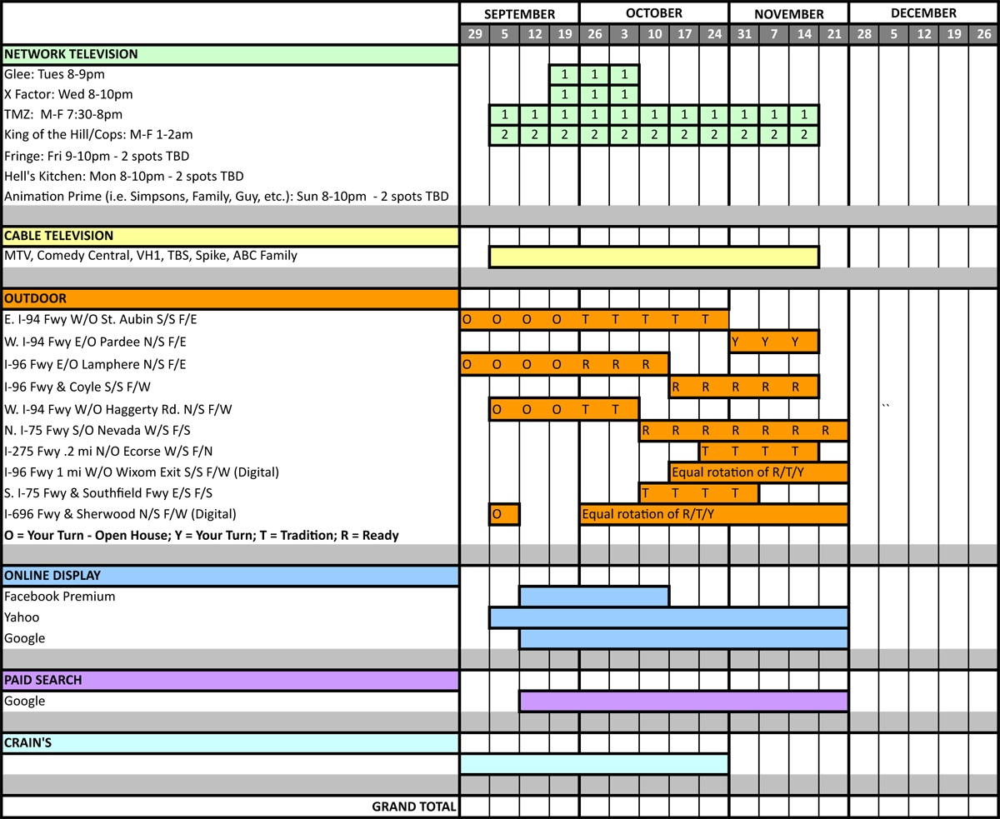 SEPTEMBER OCTOBER NOVEMBER DECEMBER
29 5 12 19 26 3 10 17 24 31 7 14 21 28 5 12 19 26
NETWORK TELEVISION
Glee: Tues 8-9pm 1 1 1
X Factor: Wed 8-10pm 1 1 1
TMZ: M-F 7:30-8pm 1 1 1 1 1 1 1 1 1 1 1
King of the Hill/Cops: M-F 1-2am 2 2 2 2 2 2 2 2 2 2 2
Fringe: Fri 9-10pm - 2 spots TBD
Hell's Kitchen: Mon 8-10pm - 2 spots TBD
Animation Prime (i.e. Simpsons, Family, Guy, etc.): Sun 8-10pm - 2 spots TBD
CABLE TELEVISION
MTV, Comedy Central, VH1, TBS, Spike, ABC Family
OUTDOOR
E. I-94 Fwy W/O St. Aubin S/S F/E O O O O T T T T T
W. I-94 Fwy E/O Pardee N/S F/E Y Y Y
I-96 Fwy E/O Lamphere N/S F/E O O O O R R R
I-96 Fwy & Coyle S/S F/W R R R R R
W. I-94 Fwy W/O Haggerty Rd. N/S F/W O O O T T ``
N. I-75 Fwy S/O Nevada W/S F/S R R R R R R R
I-275 Fwy .2 mi N/O Ecorse W/S F/N T T T T
I-96 Fwy 1 mi W/O Wixom Exit S/S F/W (Digital) Equal rotation of R/T/Y
S. I-75 Fwy & Southfield Fwy E/S F/S T T T T
I-696 Fwy & Sherwood N/S F/W (Digital) O Equal rotation of R/T/Y
O = Your Turn - Open House; Y = Your Turn; T = Tradition; R = Ready
ONLINE DISPLAY
Facebook Premium
Yahoo
Google
PAID SEARCH
Google
CRAIN'S
GRAND TOTAL